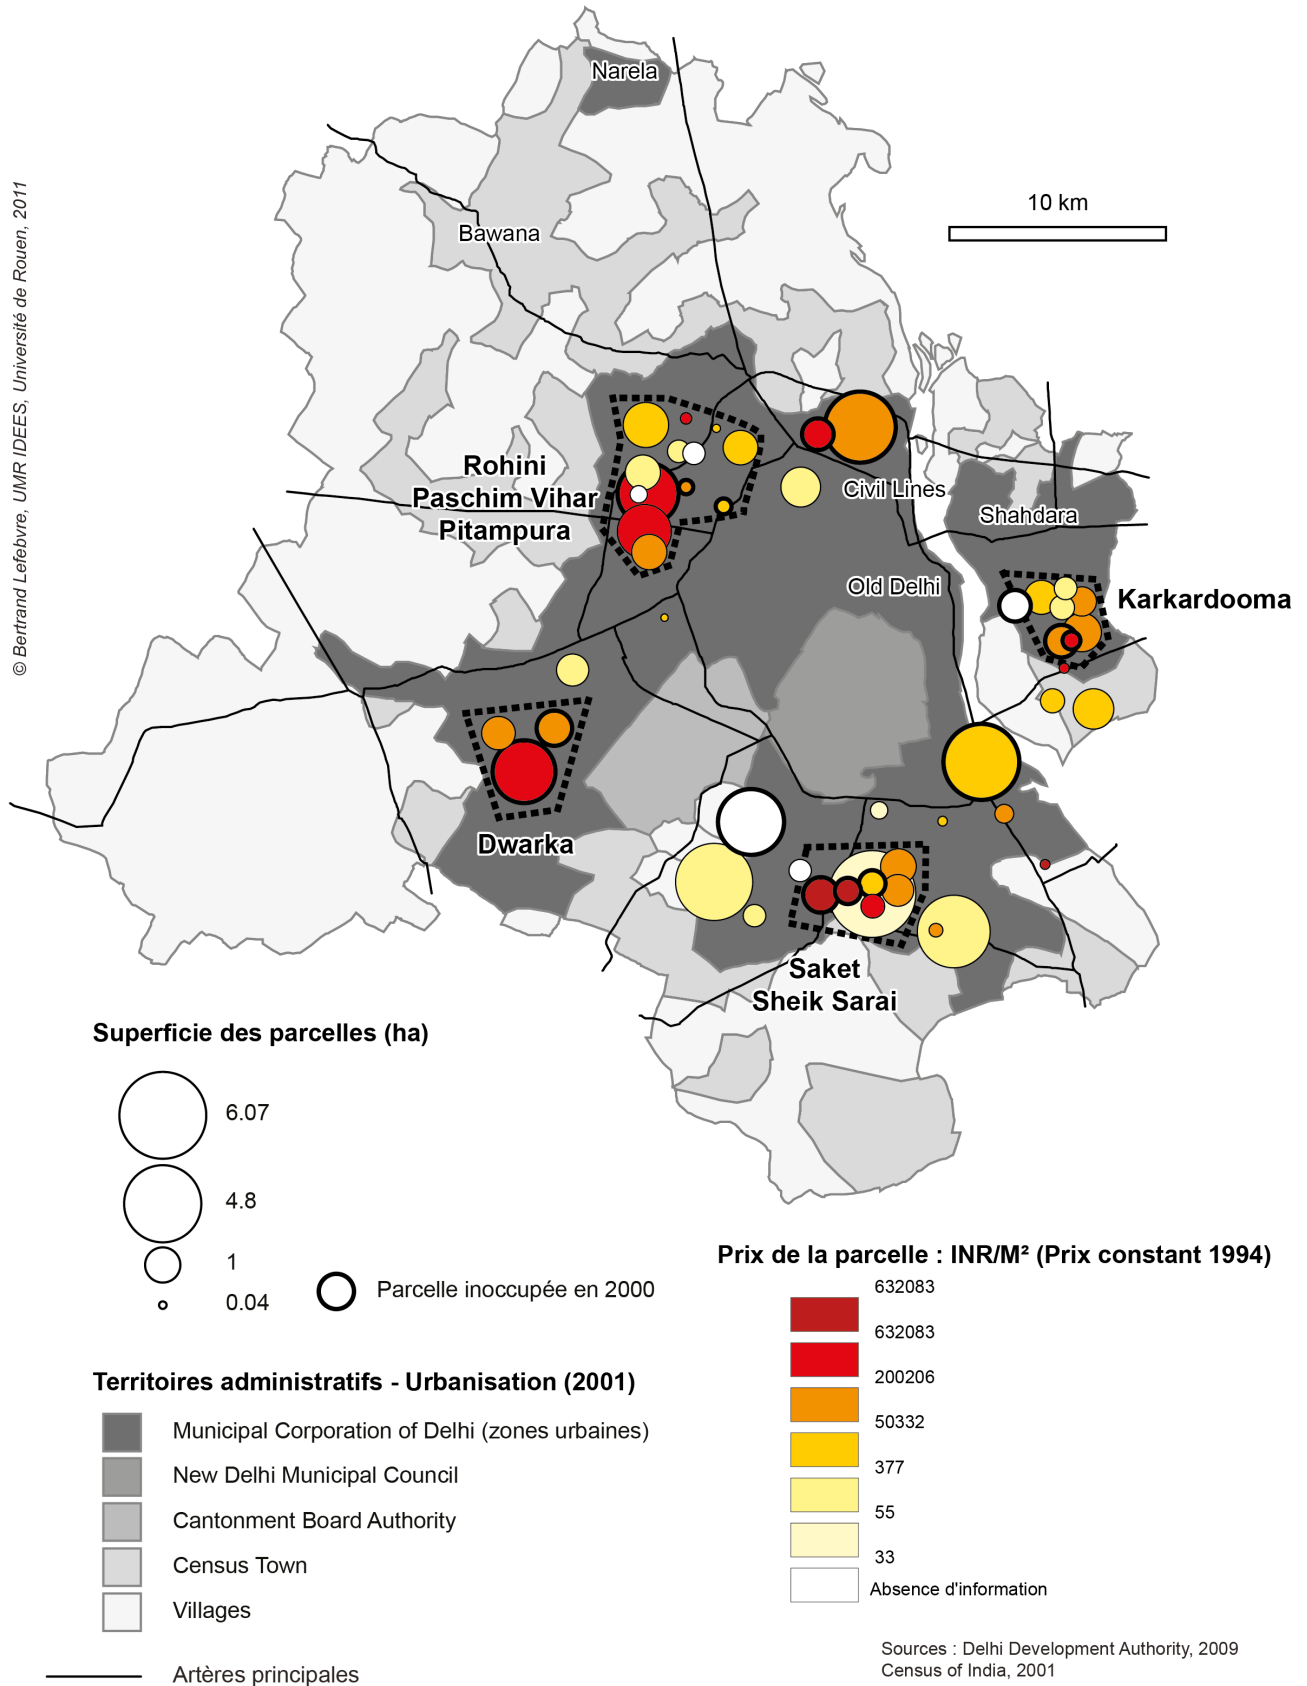 Narela
© Bertrand Lefebvre, UMR IDEES, Université de Rouen, 2011
10 km
Bawana
Rohini
Paschim Vihar
Pitampura
Civil Lines
Shahdara
Old Delhi
Karkardooma
Dwarka
Saket
Sheik Sarai
Superficie des parcelles (ha)
6.07
4.8
1
0.04
Parcelle inoccupée en 2000
Prix de la parcelle : INR/M² (Prix constant 1994)
632083
632083
200206
50332
377
55
33
Absence d'information
Territoires administratifs - Urbanisation (2001)
Municipal Corporation of Delhi (zones urbaines)
New Delhi Municipal Council
Cantonment Board Authority
Census Town
Villages
Artères principales
Sources : Delhi Development Authority, 2009
Census of India, 2001